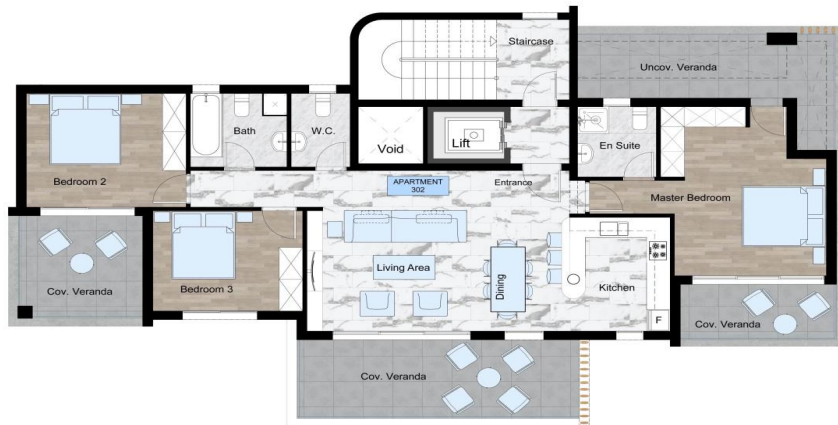 Staircase
Uncov. Veranda
Bath
W.C.
Void
Lift
En Suite
Bedroom 2
APARTMENT
302
Entrance
Master Bedroom
Cov. Veranda
Bedroom 3
Living Area
Dining
Kitchen
F
Cov. Veranda
Cov. Veranda